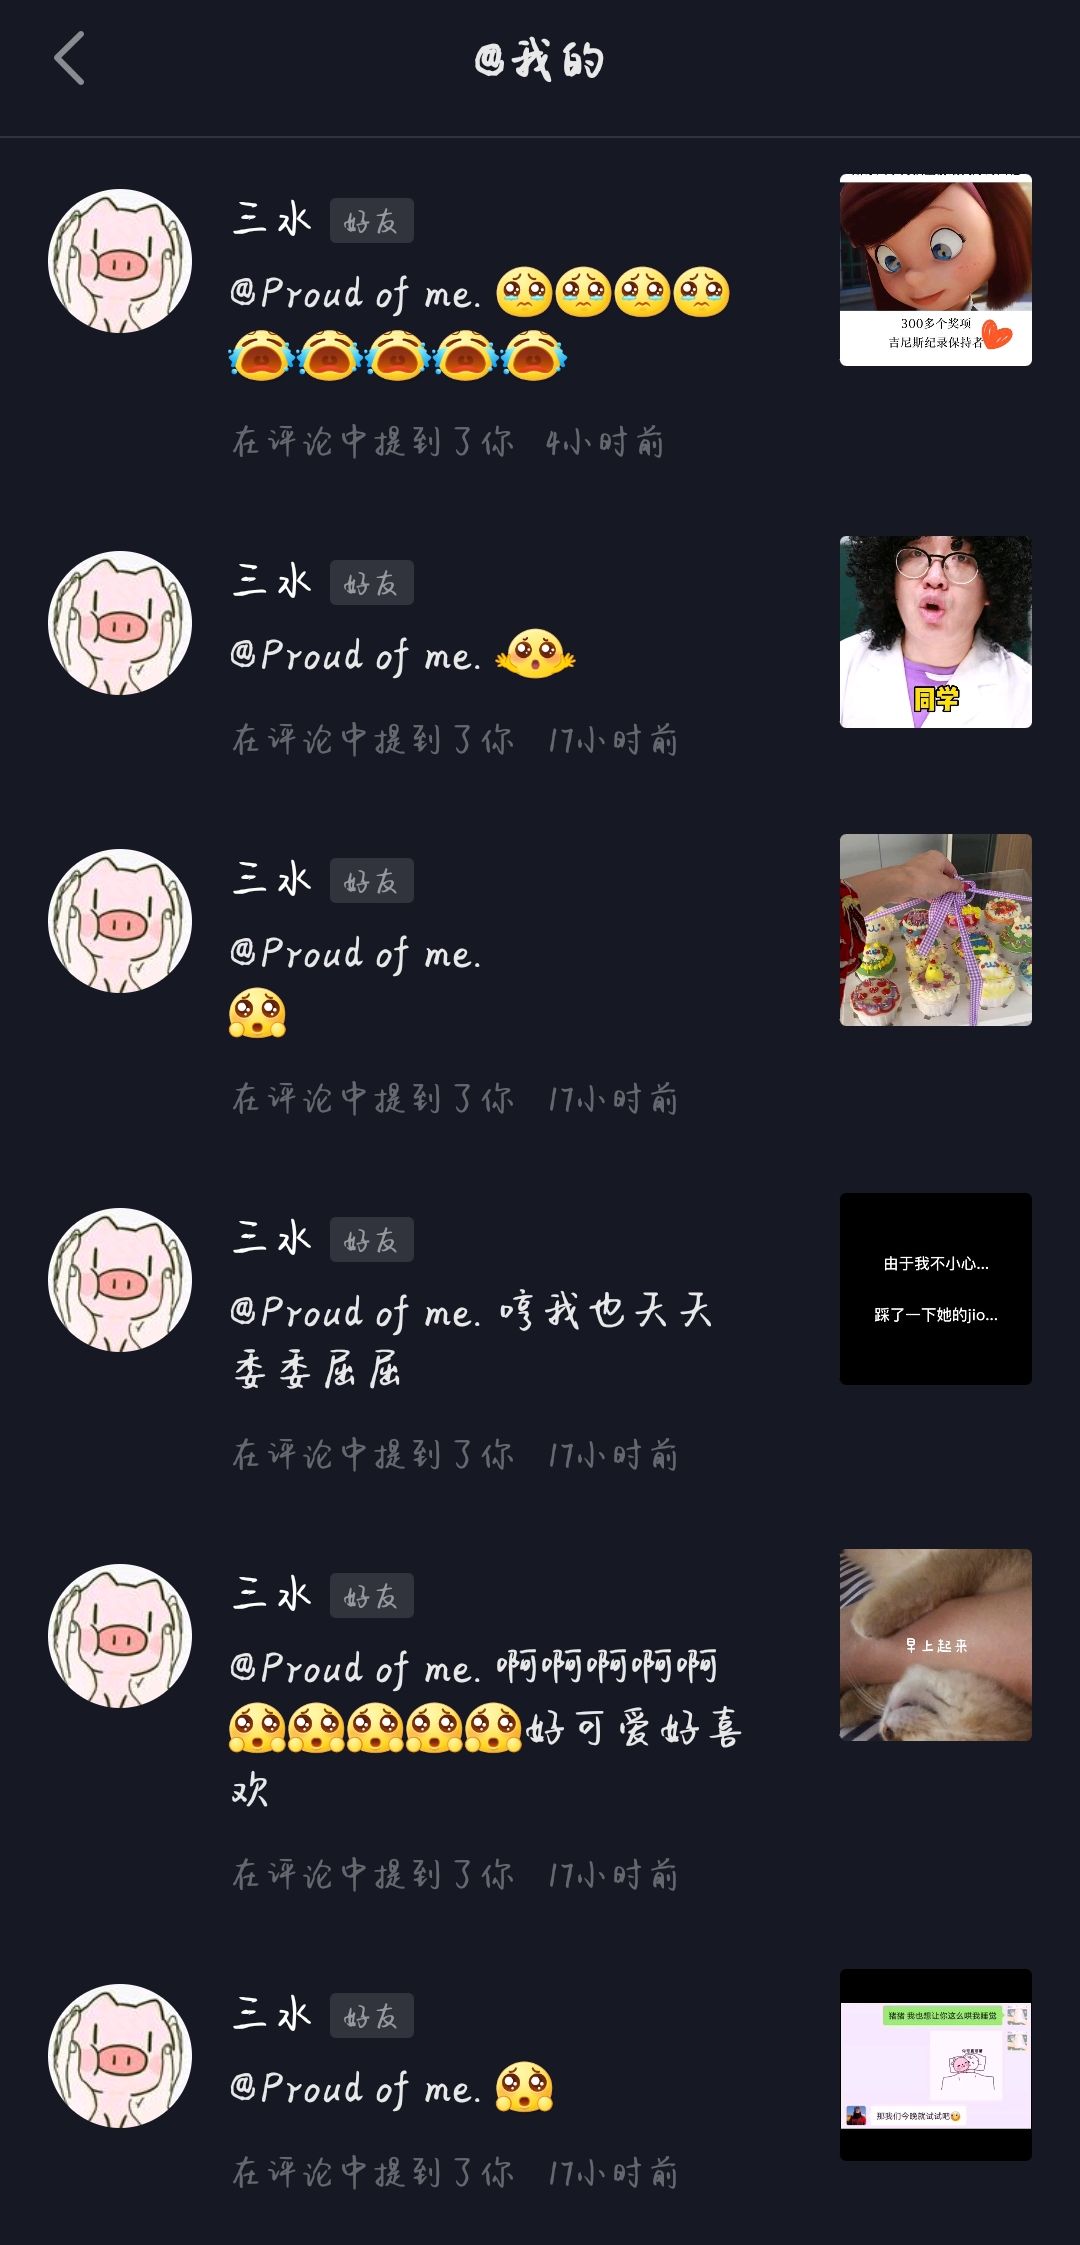 @我的
三水 好友
@Proud of me. 🥹🥹🥹🥹
😭😭😭😭😭
在评论中提到了你 4小时前
300多个奖项
吉尼斯纪录保持者
三水 好友
@Proud of me.
在评论中提到了你 17小时前
同学
三水 好友
@Proud of me.
在评论中提到了你 17小时前
三水 好友
@Proud of me. 哼我也天天
委委屈屈
在评论中提到了你 17小时前
由于我不小心...
踩了一下她的jio...
三水 好友
@Proud of me. 啊啊啊啊啊
好可爱好喜
欢
在评论中提到了你 17小时前
早上起来
三水 好友
@Proud of me.
在评论中提到了你 17小时前
猪猪 我也想让你这么哄我睡觉
那我们今晚就试试吧